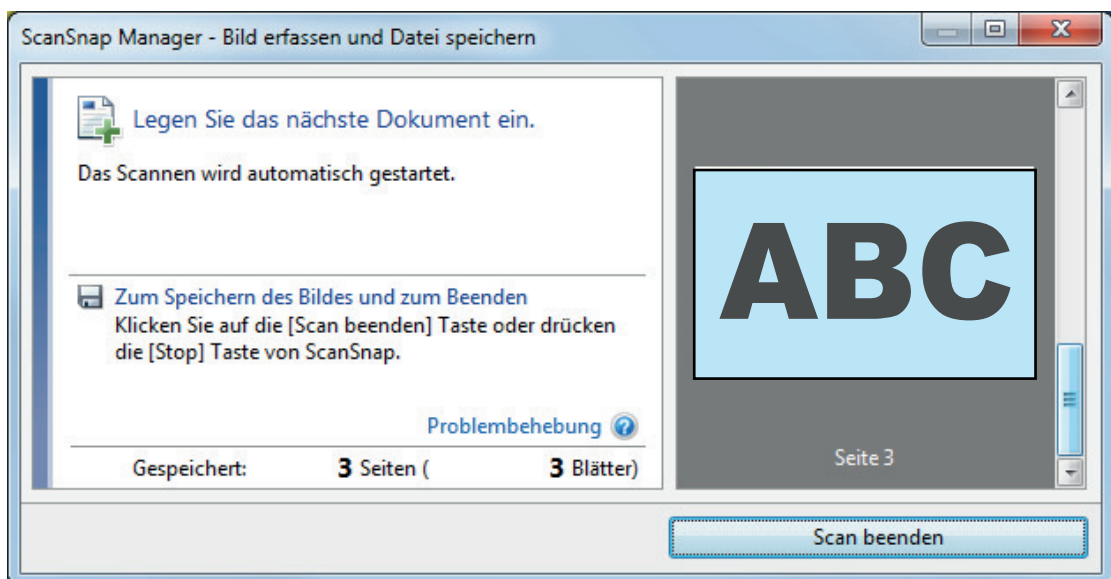 ScanSnap Manager - Bild erfassen und Datei speichern
Legen Sie das nächste Dokument ein.
Das Scannen wird automatisch gestartet.
Zum Speichern des Bildes und zum Beenden
Klicken Sie auf die [Scan beenden] Taste oder drücken
die [Stop] Taste von ScanSnap.
Problembehebung
Gespeichert: 3 Seiten ( 3 Blätter)
ABC
Seite 3
Scan beenden